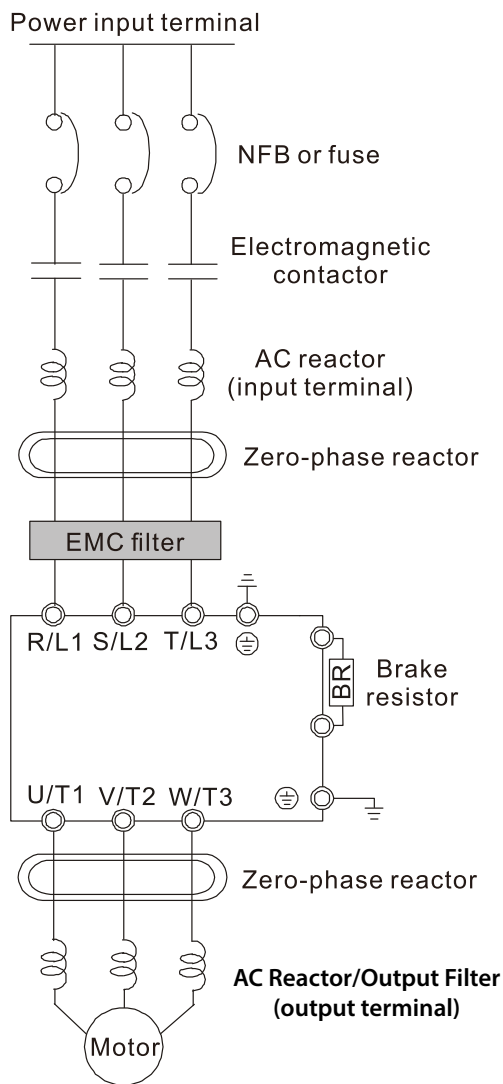 Power input terminal
NFB or fuse
Electromagnetic
contactor
AC reactor
(input terminal)
Zero-phase reactor
EMC filter
R/L1 S/L2 T/L3
BR
Brake
resistor
U/T1 V/T2 W/T3
Zero-phase reactor
AC Reactor/Output Filter
(output terminal)
Motor